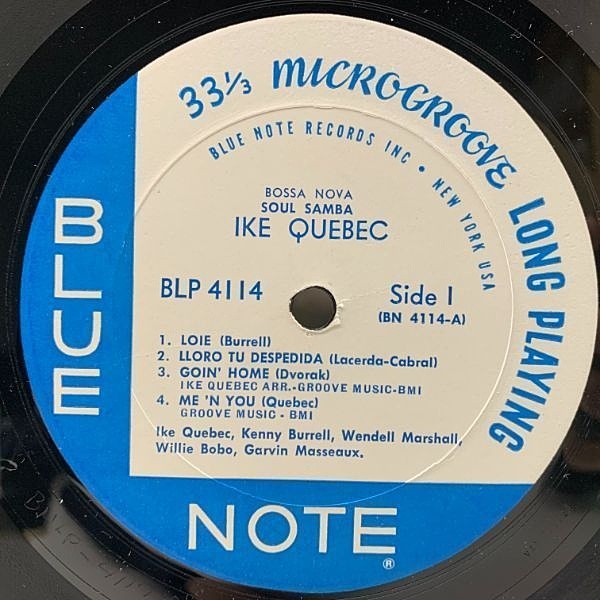 33⅓ MICROGROOVE LONG PLAYING
BLUE NOTE RECORDS INC • NEW YORK USA
BOSSA NOVA
SOUL SAMBA
IKE QUEBEC
BLP 4114
Side 1
(BN 4114-A)
1. LOIE (Burrell)
2. LLORO TU DESPEDIDA (Lacerda-Cabral)
3. GOIN' HOME (Dvorak)
IKE QUEBEC ARR.-GROOVE MUSIC-BMI
4. ME 'N YOU (Quebec)
GROOVE MUSIC - BMI
Ike Quebec, Kenny Burrell, Wendell Marshall,
Willie Bobo, Garvin Masseaux.
BLUE
NOTE ®